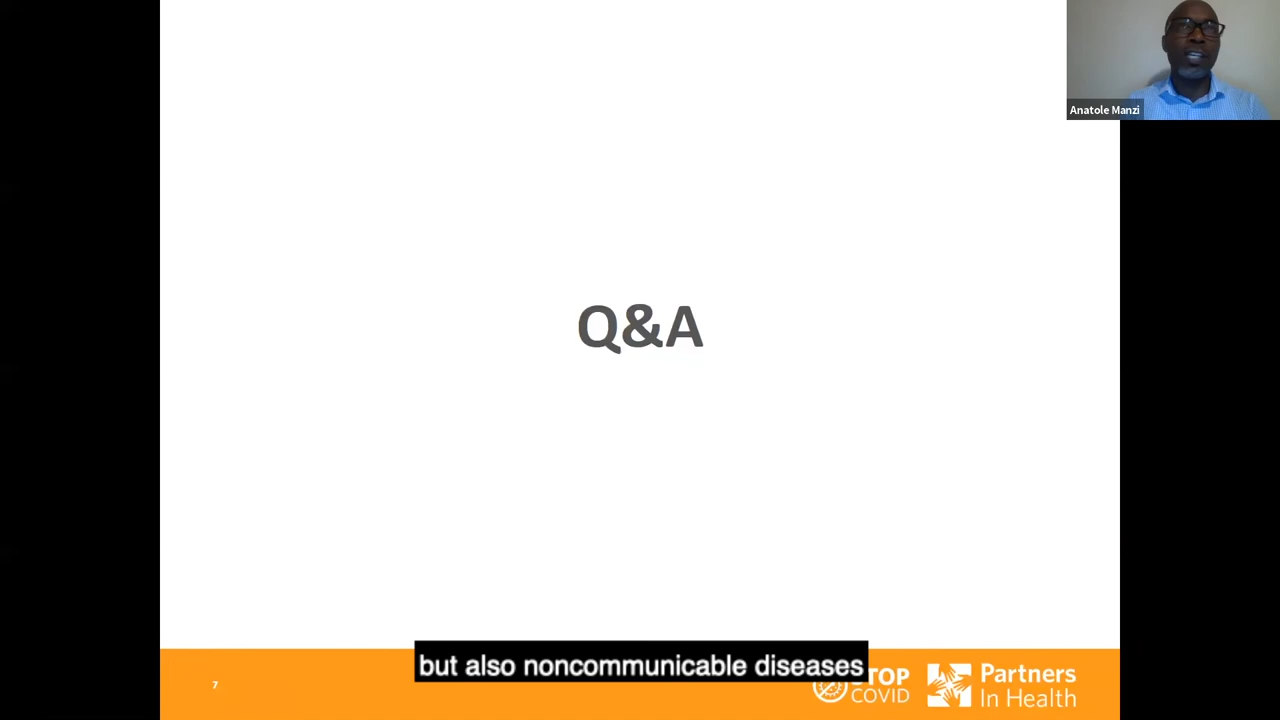 Anatole Manzi
Q&A
but also noncommunicable diseases
7
TOP
COVID
Partners
In Health